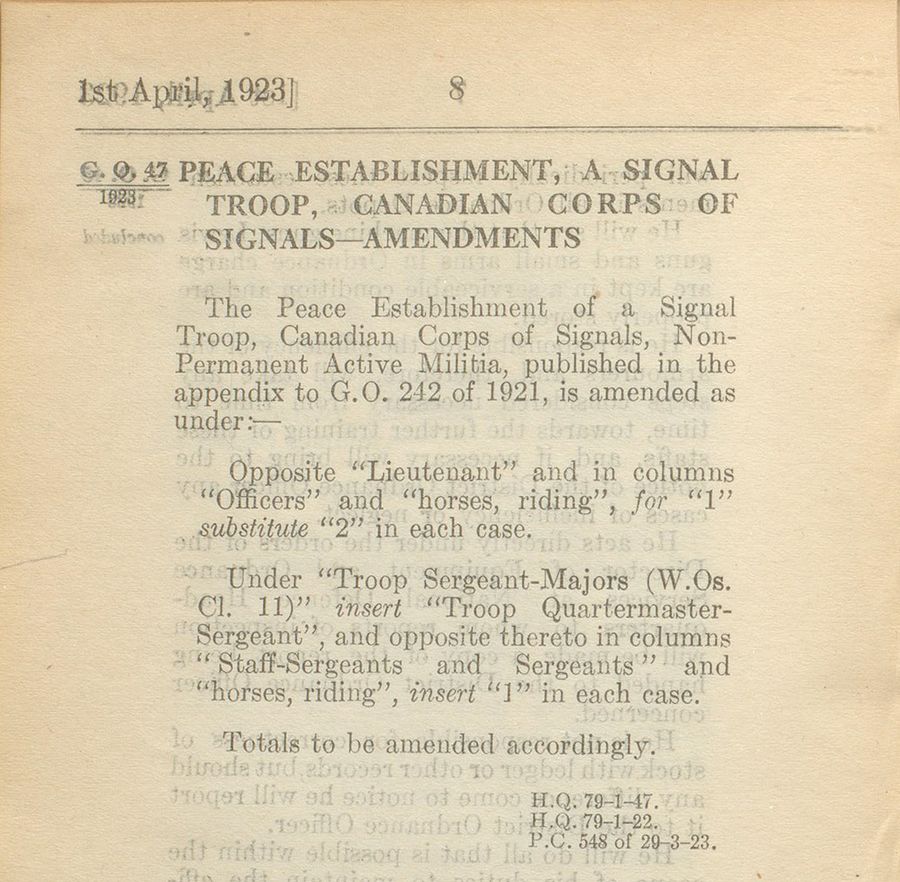 1st April, 1923] 8
G. O. 47 PEACE ESTABLISHMENT, A SIGNAL
1923 TROOP, CANADIAN CORPS OF
SIGNALS—AMENDMENTS
The Peace Establishment of a Signal
Troop, Canadian Corps of Signals, Non-
Permanent Active Militia, published in the
appendix to G.O. 242 of 1921, is amended as
under:—
Opposite “Lieutenant” and in columns
“Officers” and “horses, riding”, for “1”
substitute “2” in each case.
Under “Troop Sergeant-Majors (W.Os.
Cl. 11)” insert “Troop Quartermaster-
Sergeant”, and opposite thereto in columns
“Staff-Sergeants and Sergeants” and
“horses, riding”, insert “1” in each case.
Totals to be amended accordingly.
H.Q. 79–1–47.
H.Q. 79–1–22.
P.C. 548 of 29–3–23.